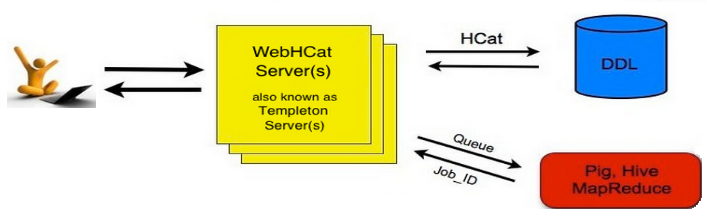 WebHCat
Server(s)
also known as
Templeton
Server(s)
HCat
DDL
Queue
Job_ID
Pig, Hive
MapReduce